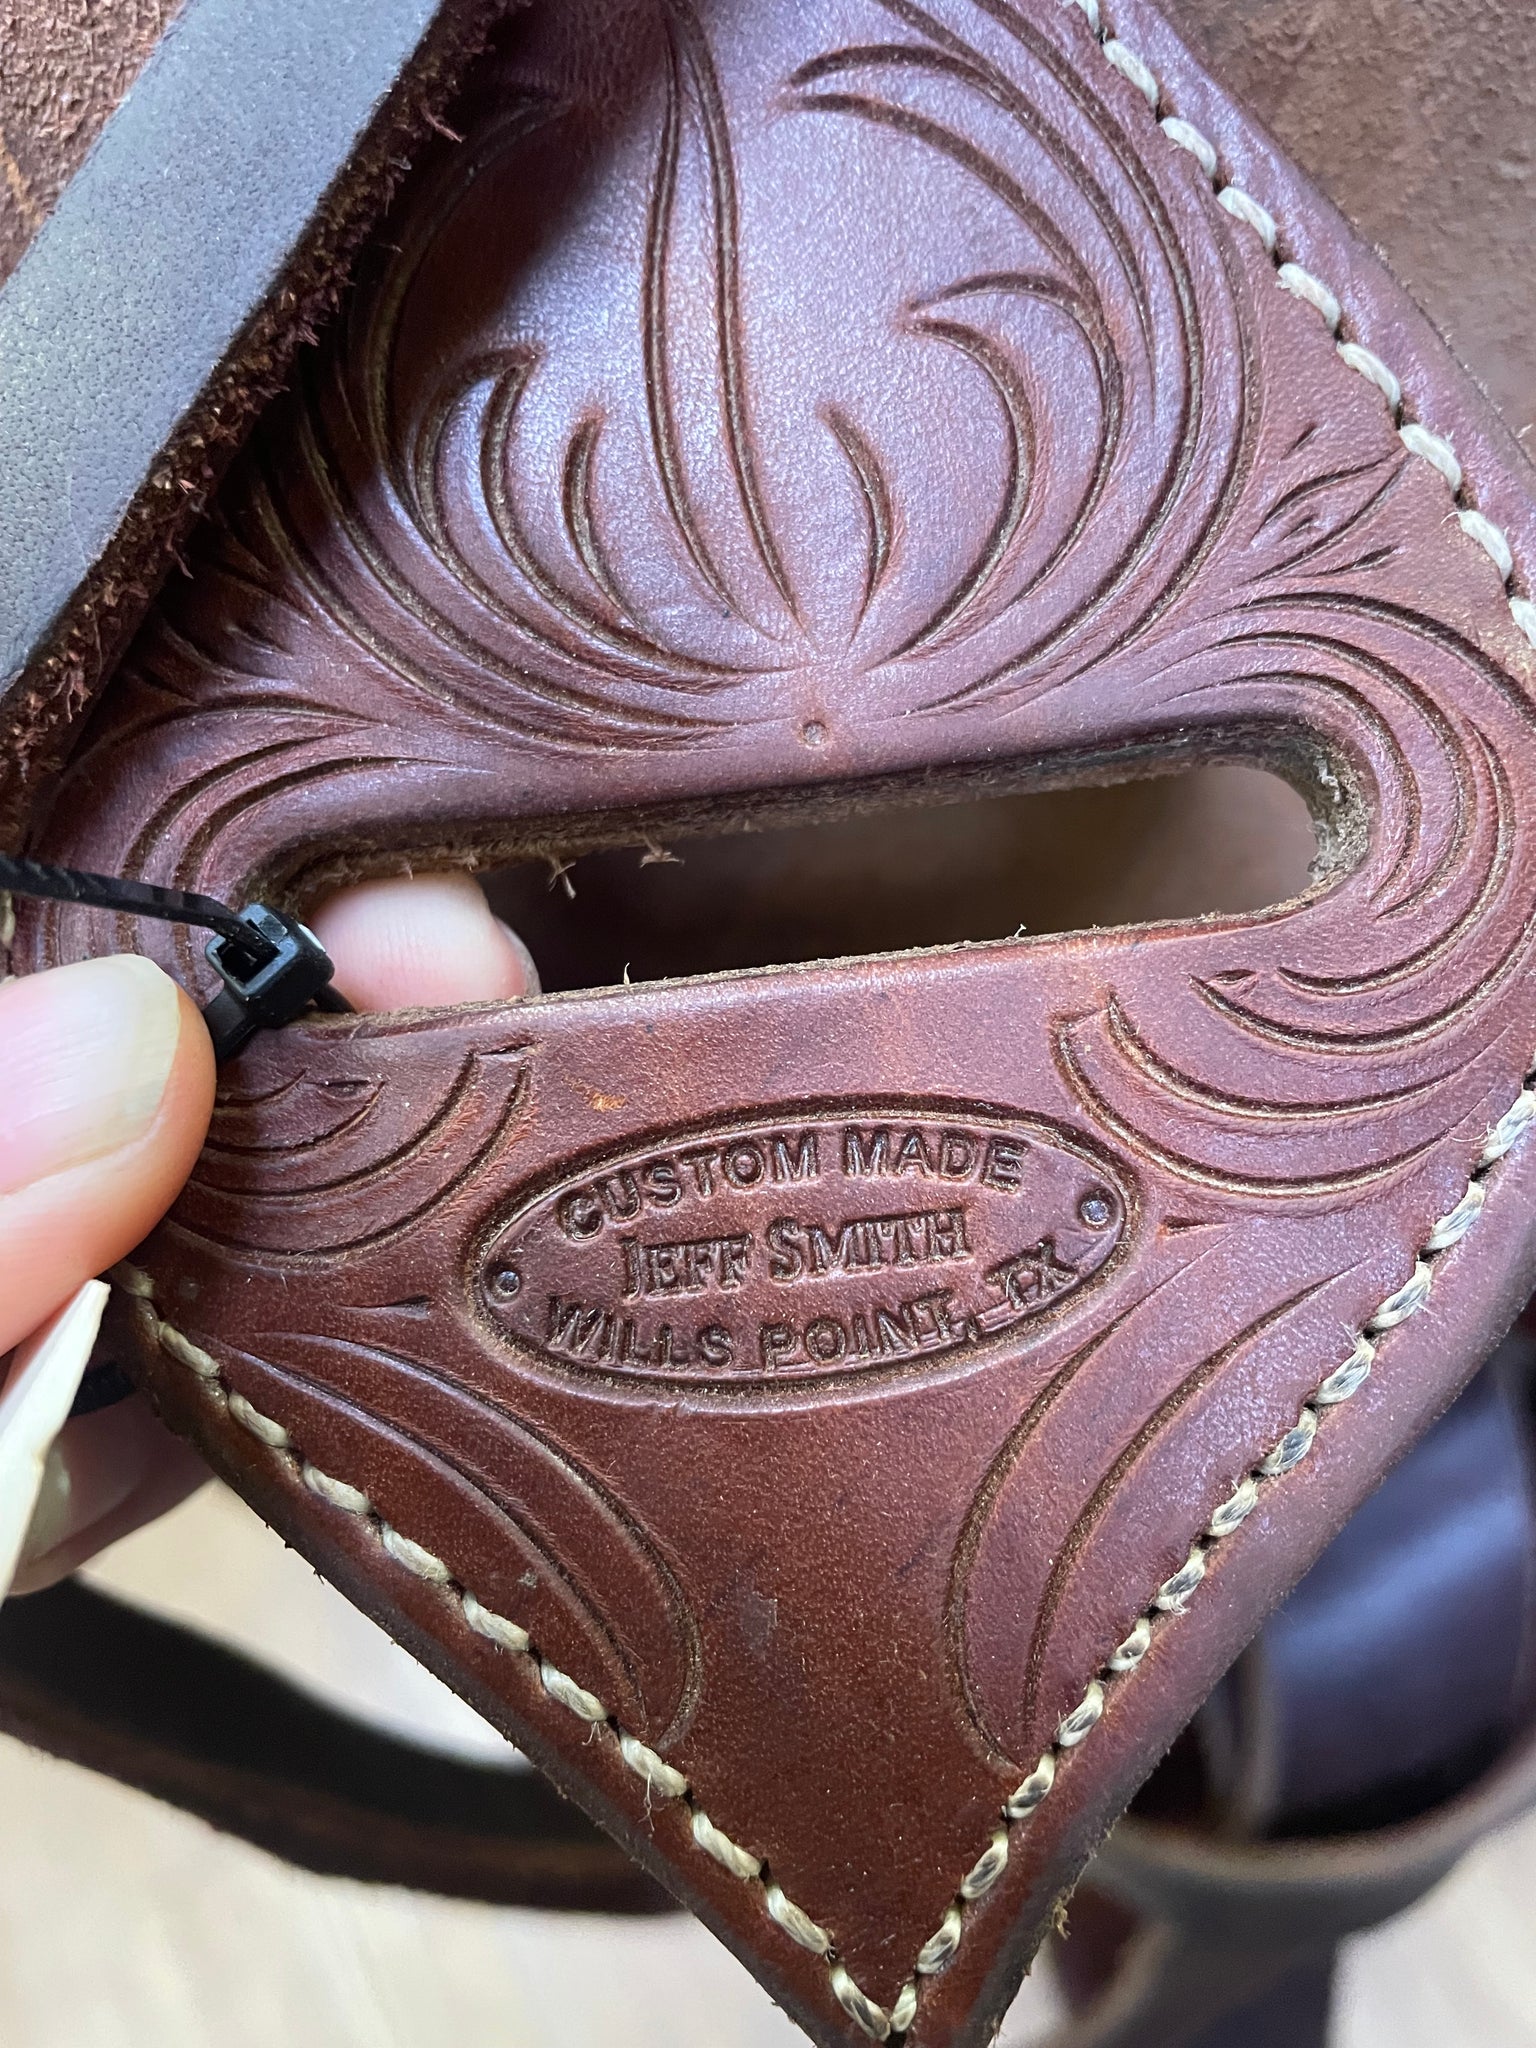 CUSTOM MADE
JEFF SMITH
WILLS POINT, TX